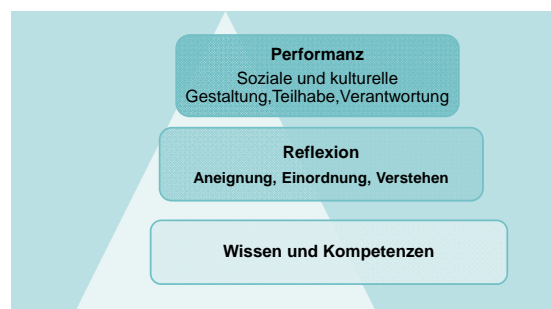 Performanz
Soziale und kulturelle
Gestaltung,Teilhabe,Verantwortung
Reflexion
Aneignung, Einordnung, Verstehen
Wissen und Kompetenzen